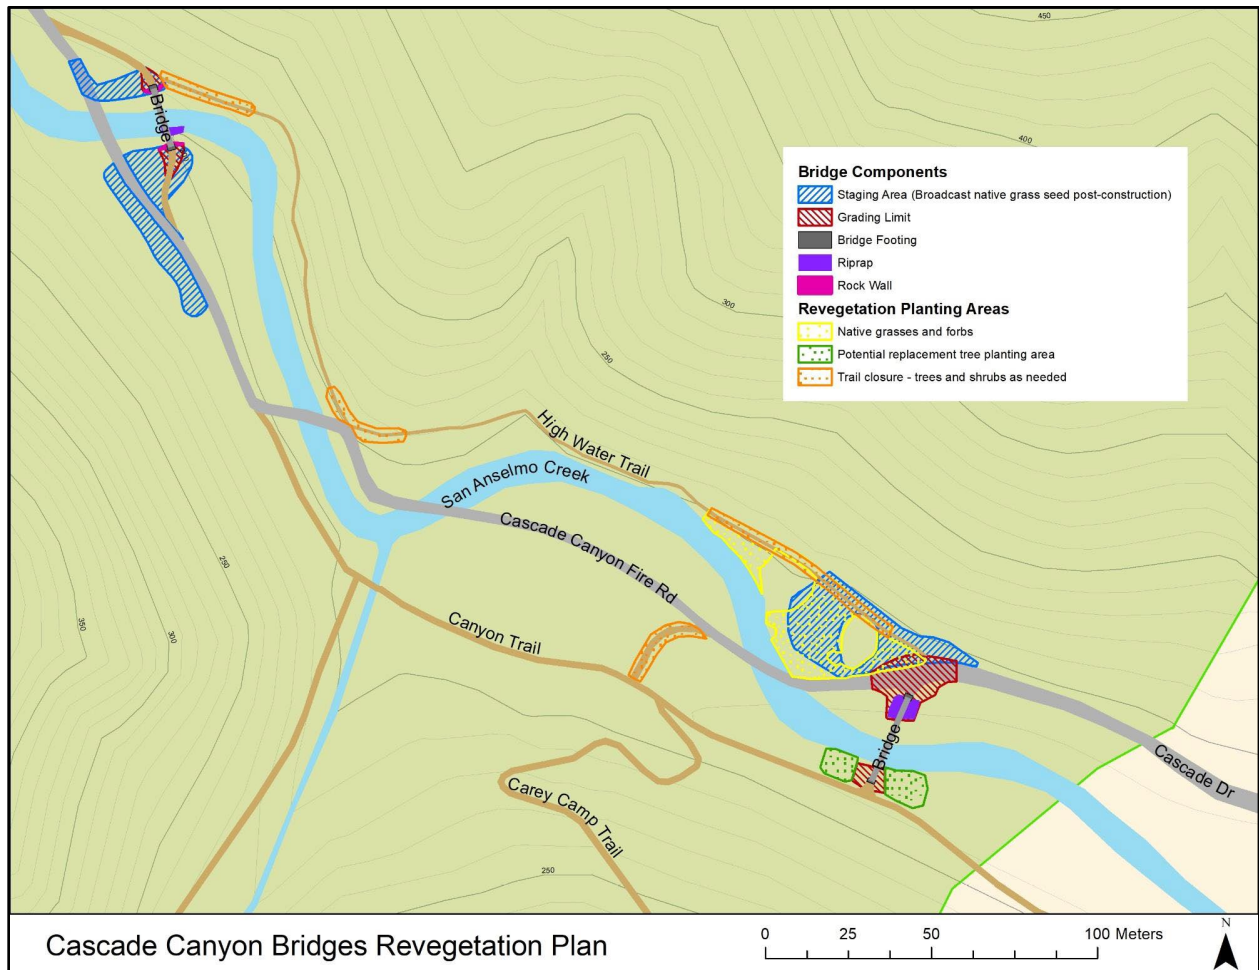 450
400
300
250
Bridge
Bridge Components
Staging Area (Broadcast native grass seed post-construction)
Grading Limit
Bridge Footing
Riprap
Rock Wall
Revegetation Planting Areas
Native grasses and forbs
Potential replacement tree planting area
Trail closure - trees and shrubs as needed
300
High Water Trail
San Anselmo Creek
Cascade Canyon Fire Rd
Canyon Trail
250
350
300
Bridge
Cascade Dr
Carey Camp Trail
250
Cascade Canyon Bridges Revegetation Plan
0 25 50 100 Meters
N